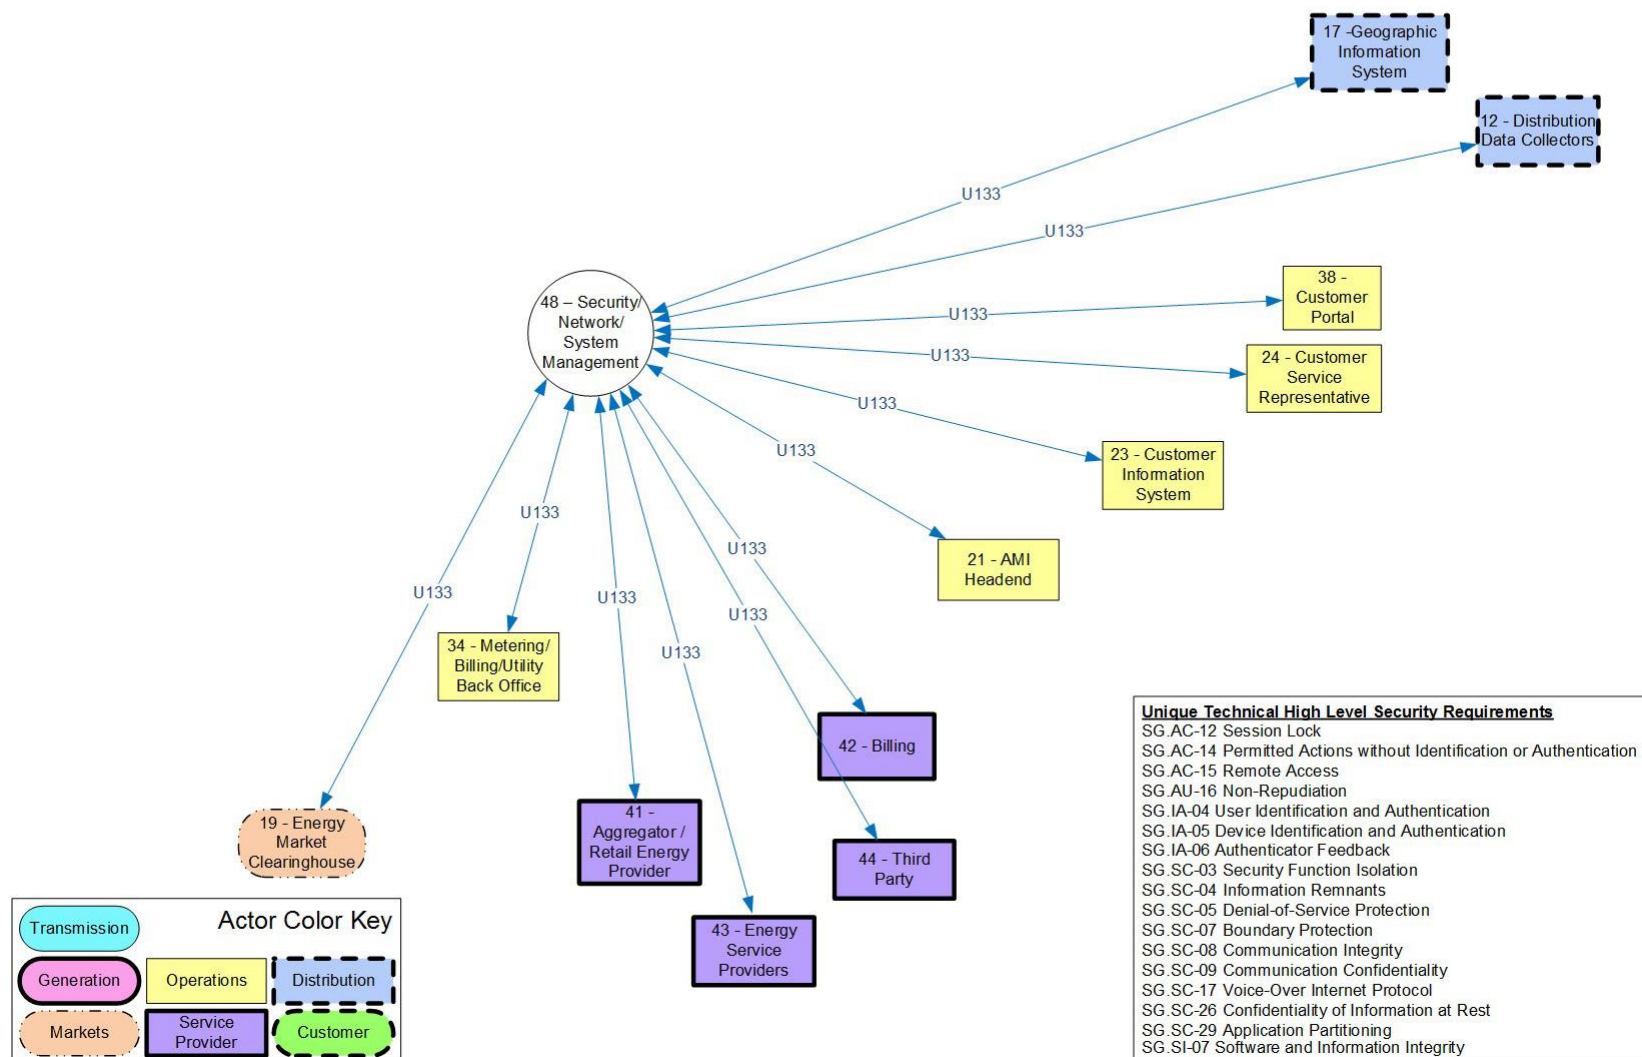 17 -Geographic
Information
System
12 - Distribution
Data Collectors
U133
U133
38 -
Customer
Portal
48 – Security/
Network/
System
Management
U133
24 - Customer
Service
Representative
U133
U133
23 - Customer
Information
System
U133
U133
U133
21 - AMI
Headend
U133
U133
U133
U133
34 - Metering/
Billing/Utility
Back Office
42 - Billing
41 -
Aggregator /
Retail Energy
Provider
19 - Energy
Market
Clearinghouse
44 - Third
Party
43 - Energy
Service
Providers
Actor Color Key
Transmission
Generation
Operations
Distribution
Markets
Service
Provider
Customer
Unique Technical High Level Security Requirements
SG.AC-12 Session Lock
SG.AC-14 Permitted Actions without Identification or Authentication
SG.AC-15 Remote Access
SG.AU-16 Non-Repudiation
SG.IA-04 User Identification and Authentication
SG.IA-05 Device Identification and Authentication
SG.IA-06 Authenticator Feedback
SG.SC-03 Security Function Isolation
SG.SC-04 Information Remnants
SG.SC-05 Denial-of-Service Protection
SG.SC-07 Boundary Protection
SG.SC-08 Communication Integrity
SG.SC-09 Communication Confidentiality
SG.SC-17 Voice-Over Internet Protocol
SG.SC-26 Confidentiality of Information at Rest
SG.SC-29 Application Partitioning
SG.SI-07 Software and Information Integrity